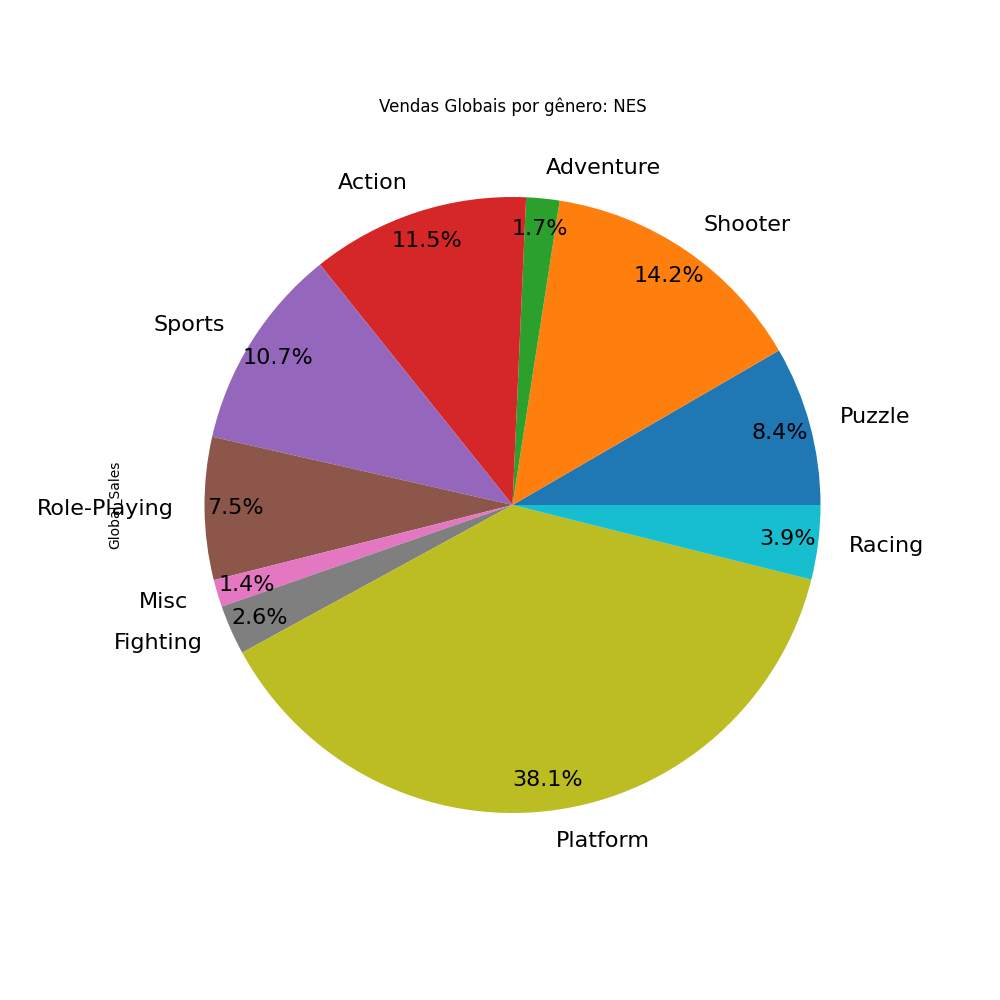 Vendas Globais por gênero: NES
Adventure
Action
Shooter
1.7%
11.5%
14.2%
Sports
10.7%
Puzzle
8.4%
Global_Sales
Role-Playing
7.5%
3.9%
Racing
1.4%
Misc
2.6%
Fighting
38.1%
Platform